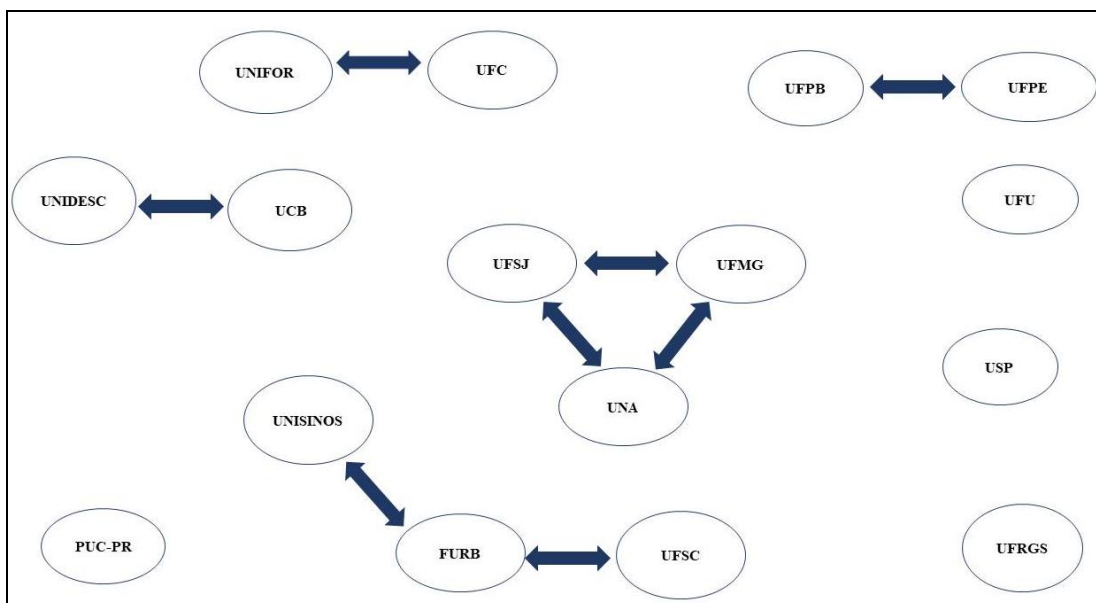 UNIFOR
UFC
UFPB
UFPE
UNIDESC
UCB
UFU
UFSJ
UFMG
USP
UNA
UNISINOS
PUC-PR
FURB
UFSC
UFRGS